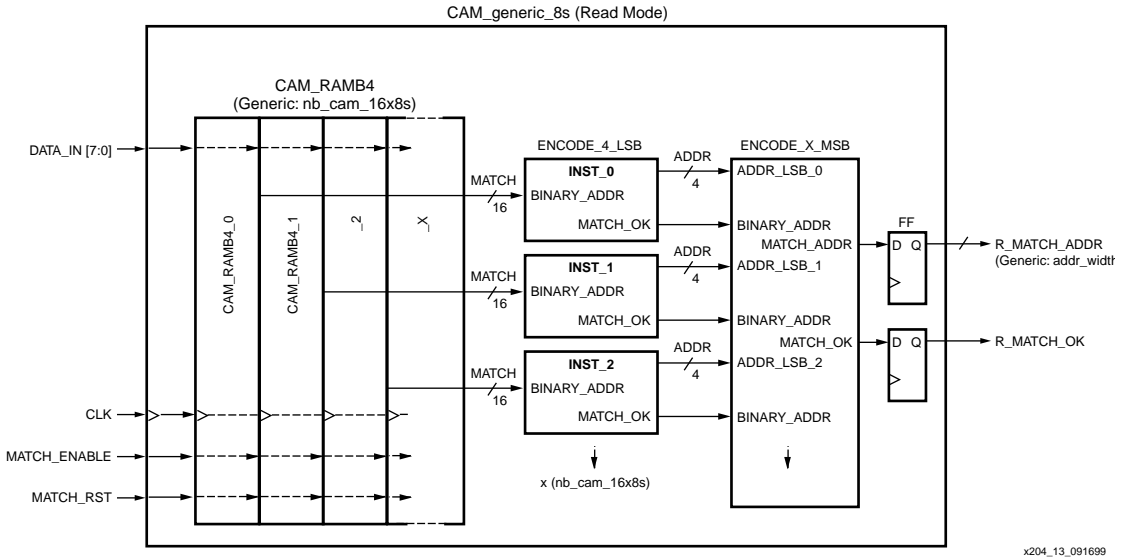 CAM_generic_8s (Read Mode)
CAM_RAMB4
(Generic: nb_cam_16x8s)
DATA_IN [7:0]
CLK
MATCH_ENABLE
MATCH_RST
CAM_RAMB4_0
CAM_RAMB4_1
_2
_X
MATCH
16
MATCH
16
MATCH
16
ENCODE_4_LSB
INST_0
BINARY_ADDR
MATCH_OK
INST_1
BINARY_ADDR
MATCH_OK
INST_2
BINARY_ADDR
MATCH_OK
x (nb_cam_16x8s)
ADDR
4
ADDR
4
ADDR
4
ENCODE_X_MSB
ADDR_LSB_0
BINARY_ADDR
MATCH_ADDR
ADDR_LSB_1
BINARY_ADDR
MATCH_OK
ADDR_LSB_2
BINARY_ADDR
FF
D Q
D Q
R_MATCH_ADDR
(Generic: addr_width
R_MATCH_OK
x204_13_091699